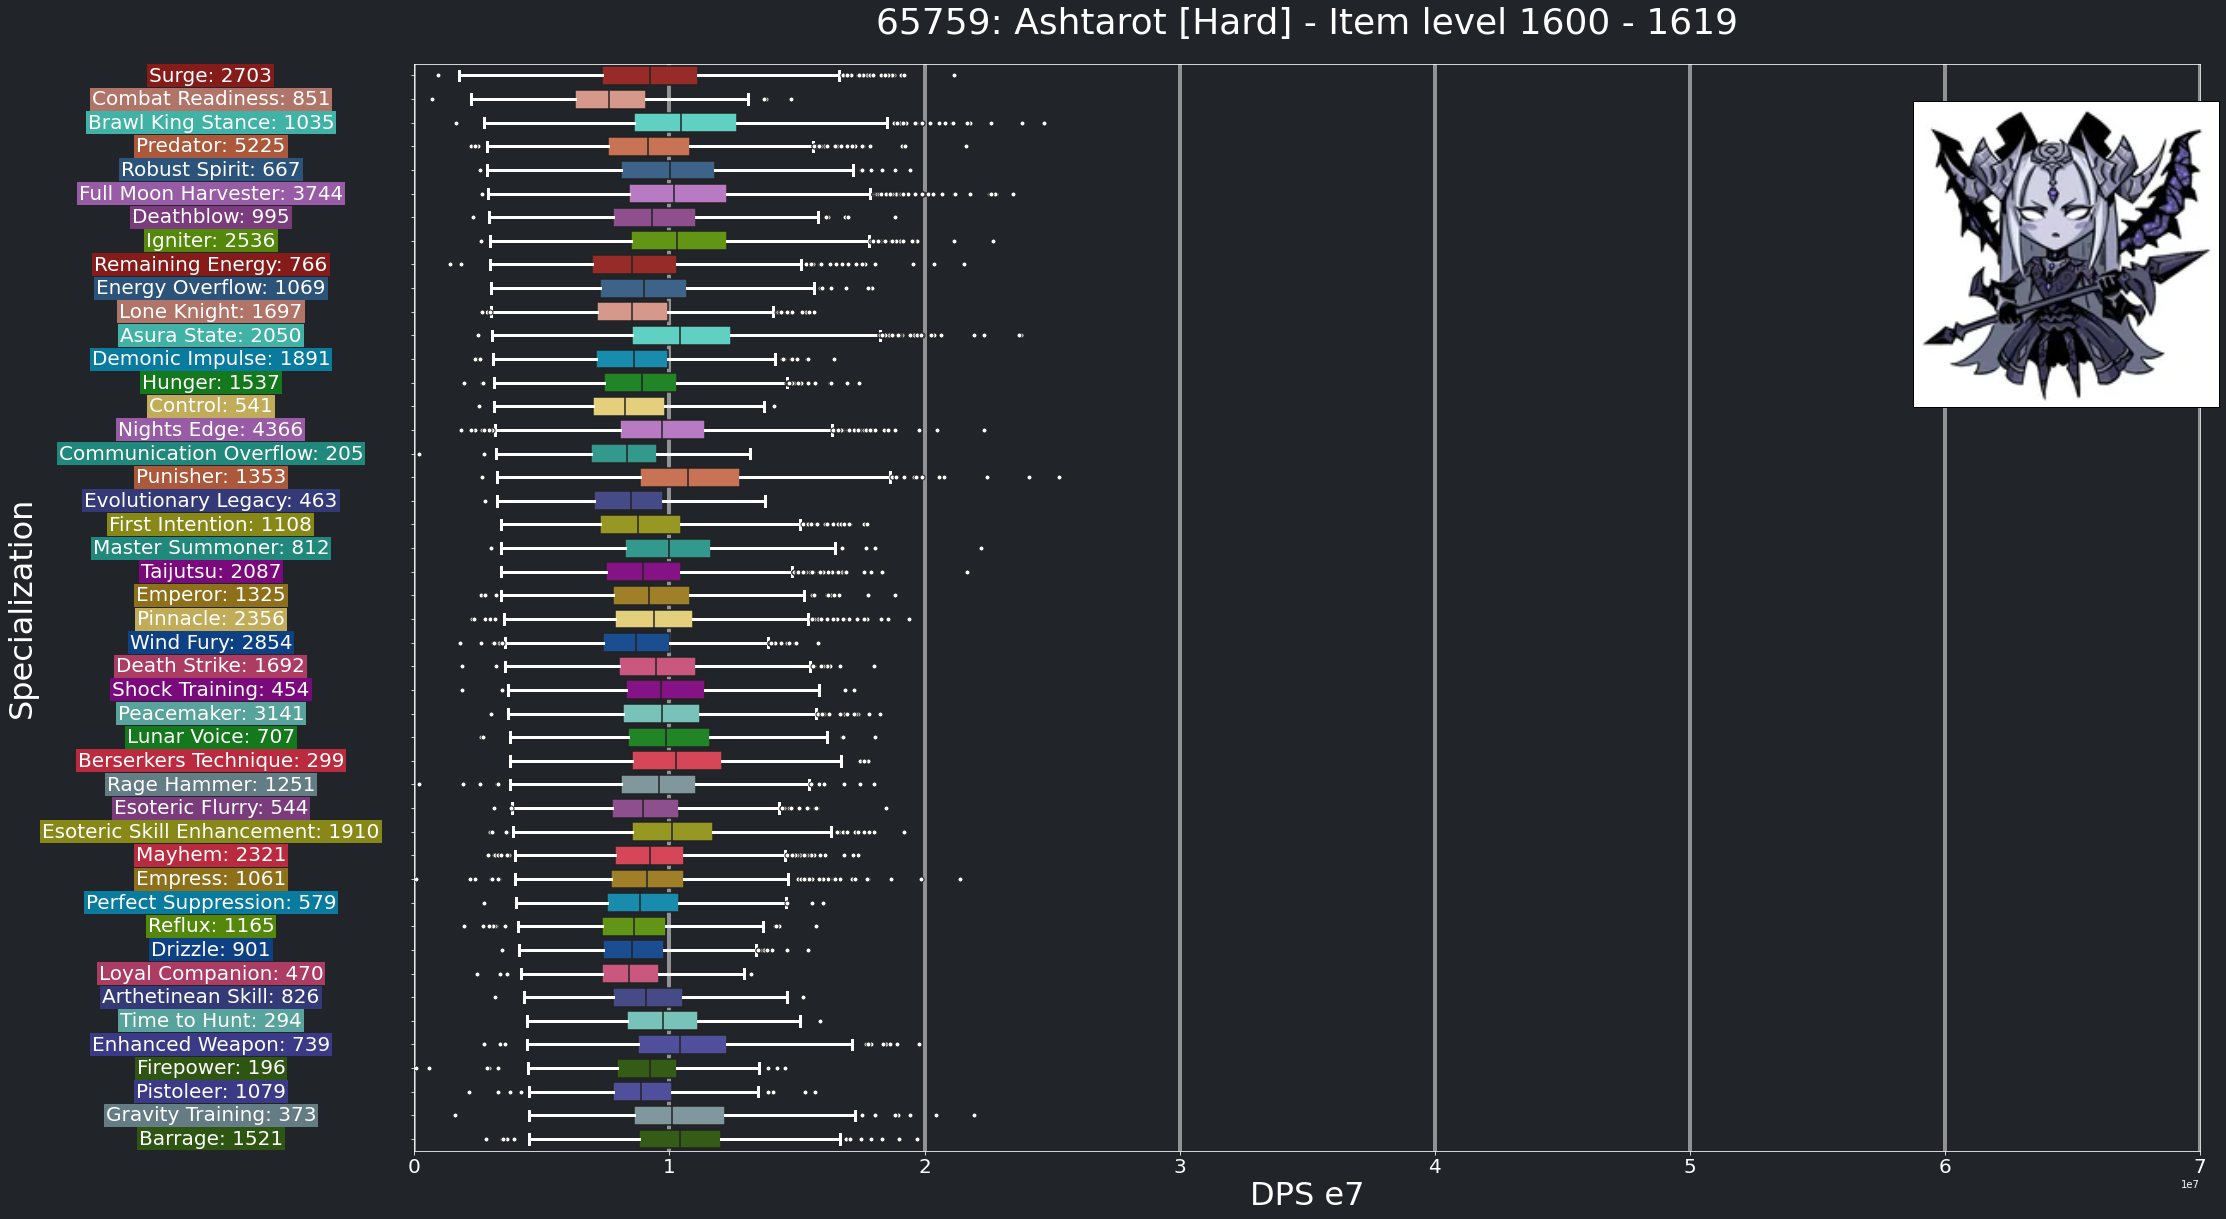 65759: Ashtarot [Hard] - Item level 1600 - 1619
Specialization
Surge: 2703
Combat Readiness: 851
Brawl King Stance: 1035
Predator: 5225
Robust Spirit: 667
Full Moon Harvester: 3744
Deathblow: 995
Igniter: 2536
Remaining Energy: 766
Energy Overflow: 1069
Lone Knight: 1697
Asura State: 2050
Demonic Impulse: 1891
Hunger: 1537
Control: 541
Nights Edge: 4366
Communication Overflow: 205
Punisher: 1353
Evolutionary Legacy: 463
First Intention: 1108
Master Summoner: 812
Taijutsu: 2087
Emperor: 1325
Pinnacle: 2356
Wind Fury: 2854
Death Strike: 1692
Shock Training: 454
Peacemaker: 3141
Lunar Voice: 707
Berserkers Technique: 299
Rage Hammer: 1251
Esoteric Flurry: 544
Esoteric Skill Enhancement: 1910
Mayhem: 2321
Empress: 1061
Perfect Suppression: 579
Reflux: 1165
Drizzle: 901
Loyal Companion: 470
Arthetinean Skill: 826
Time to Hunt: 294
Enhanced Weapon: 739
Firepower: 196
Pistoleer: 1079
Gravity Training: 373
Barrage: 1521
0 1 2 3 4 5 6 7
1e7
DPS e7